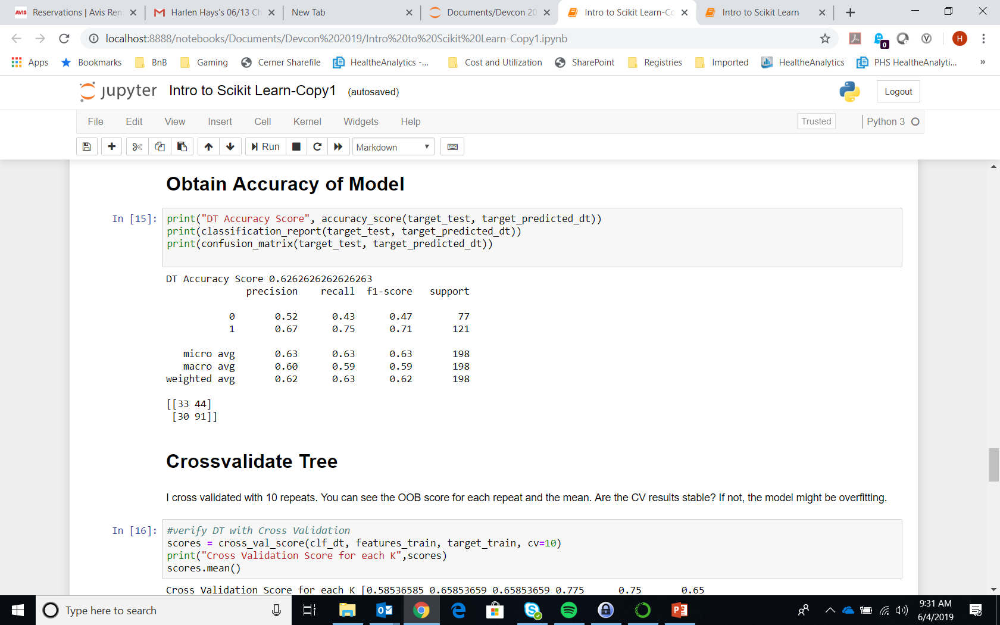 AVIS Reservations | Avis Ren
Harlen Hays's 06/13 Ch
New Tab
Documents/Devcon 20
Intro to Scikit Learn-Co
Intro to Scikit Learn
localhost:8888/notebooks/Documents/Devcon%202019/Intro%20to%20Scikit%20Learn-Copy1.ipynb
0
H
Apps
Bookmarks
BnB
Gaming
Cerner Sharefile
HealtheAnalytics -...
Cost and Utilization
SharePoint
Registries
Imported
HealtheAnalytics
PHS HealtheAnalyti...
»
jupyter Intro to Scikit Learn-Copy1 (autosaved)
Logout
File Edit View Insert Cell Kernel Widgets Help
Trusted
Python 3
Run
Markdown
Obtain Accuracy of Model
In [15]:
print("DT Accuracy Score", accuracy_score(target_test, target_predicted_dt))
print(classification_report(target_test, target_predicted_dt))
print(confusion_matrix(target_test, target_predicted_dt))
DT Accuracy Score 0.6262626262626263
precision recall f1-score support
0 0.52 0.43 0.47 77
1 0.67 0.75 0.71 121
micro avg 0.63 0.63 0.63 198
macro avg 0.60 0.59 0.59 198
weighted avg 0.62 0.63 0.62 198
[[33 44]
[30 91]]
Crossvalidate Tree
I cross validated with 10 repeats. You can see the OOB score for each repeat and the mean. Are the CV results stable? If not, the model might be overfitting.
In [16]:
#verify DT with Cross Validation
scores = cross_val_score(clf_dt, features_train, target_train, cv=10)
print("Cross Validation Score for each K",scores)
scores.mean()
Cross Validation Score for each K [0.58536585 0.65853659 0.65853659 0.775 0.75 0.65
Type here to search
9:31 AM
6/4/2019